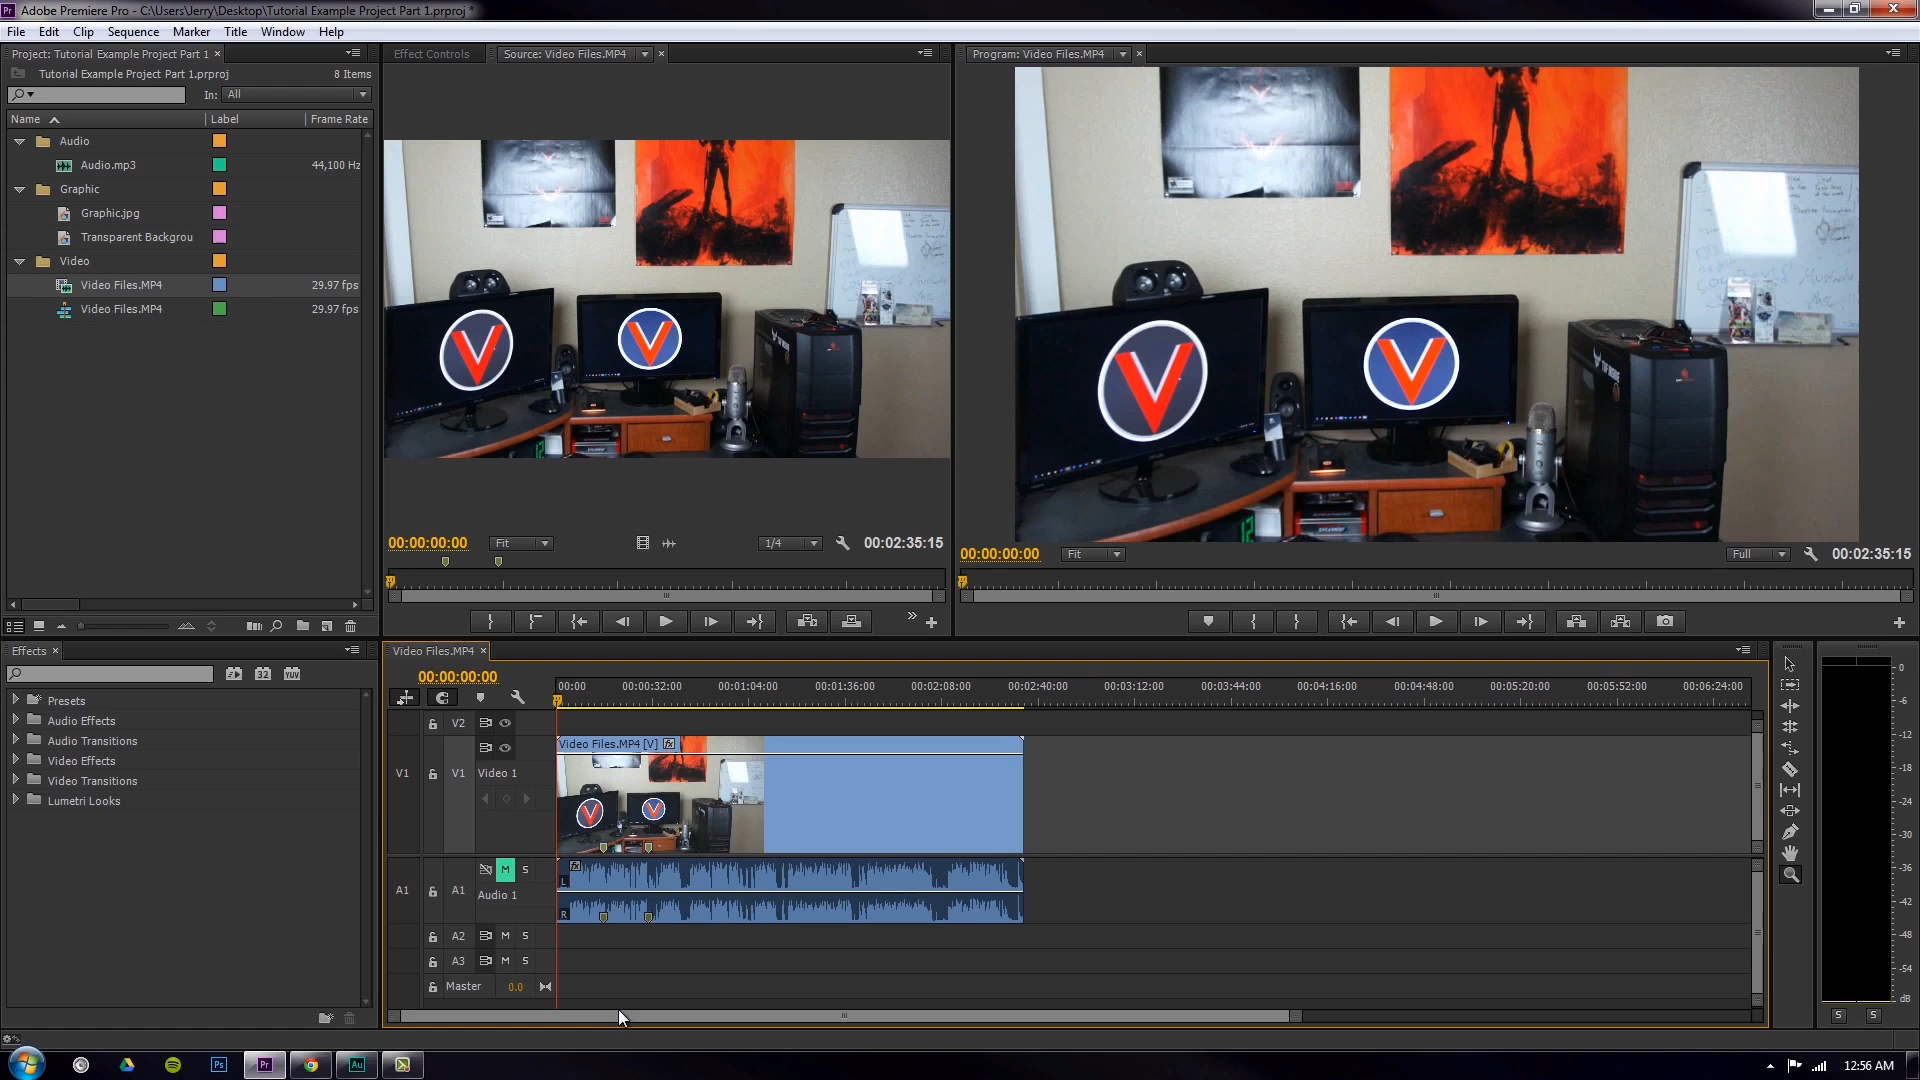 Adobe Premiere Pro - C:\Users\Jerry\Desktop\Tutorial Example Project Part 1.prproj *
File Edit Clip Sequence Marker Title Window Help
Project: Tutorial Example Project Part 1
Tutorial Example Project Part 1.prproj 8 Items
In: All
Name Label Frame Rate
Audio
Audio.mp3 44,100 Hz
Graphic
Graphic.jpg
Transparent Backgrou
Video
Video Files.MP4 29.97 fps
Video Files.MP4 29.97 fps
Effect Controls Source: Video Files.MP4
00:00:00:00 Fit 1/4 00:02:35:15
Program: Video Files.MP4
00:00:00:00 Fit Full 00:02:35:15
Effects
32 YUV
Presets
Audio Effects
Audio Transitions
Video Effects
Video Transitions
Lumetri Looks
Video Files.MP4
00:00:00:00
00:00 00:00:32:00 00:01:04:00 00:01:36:00 00:02:08:00 00:02:40:00 00:03:12:00 00:03:44:00 00:04:16:00 00:04:48:00 00:05:20:00 00:05:52:00 00:06:24:00
V2
Video Files.MP4 [V] fx
V1 V1 Video 1
M S
fx
L
A1 A1 Audio 1
R
A2 M S
A3 M S
Master 0.0
0
-6
-12
-18
-24
-30
-36
-42
-48
-54
dB
S S
Ps Pr Au
12:56 AM